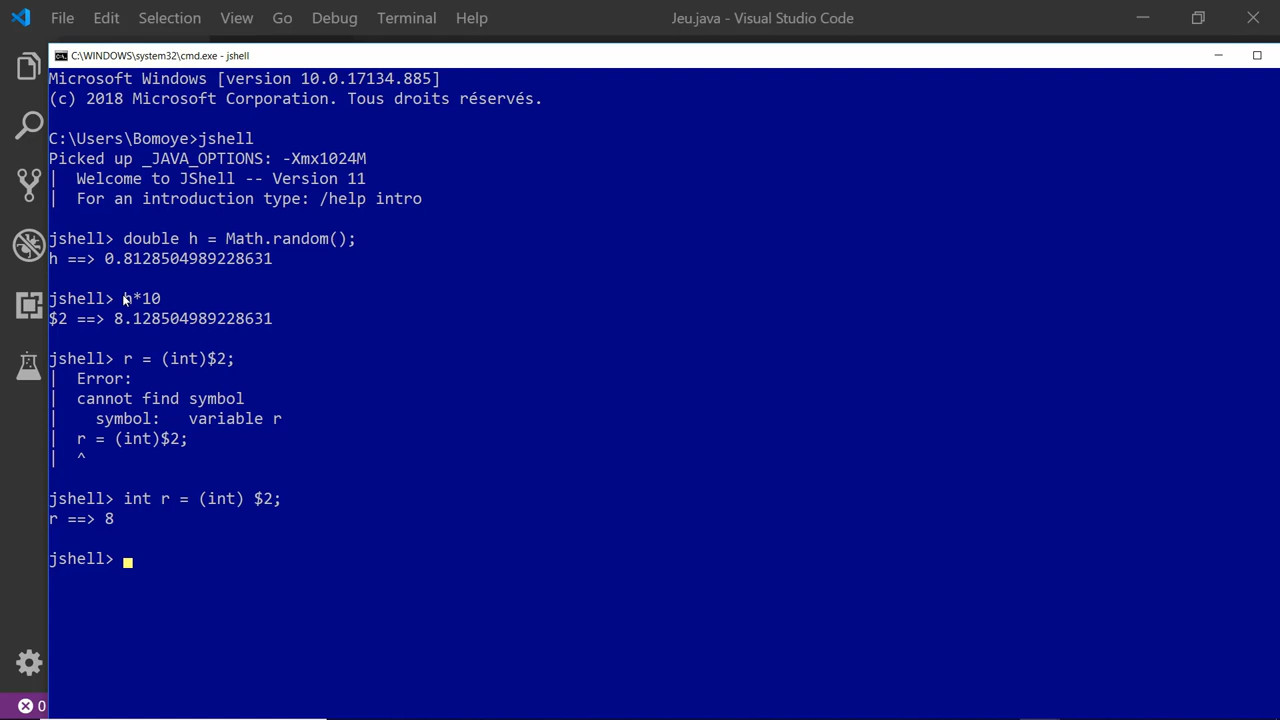 File Edit Selection View Go Debug Terminal Help Jeu.java - Visual Studio Code
C:\WINDOWS\system32\cmd.exe - jshell
Microsoft Windows [version 10.0.17134.885]
(c) 2018 Microsoft Corporation. Tous droits réservés.
C:\Users\Bomoye>jshell
Picked up _JAVA_OPTIONS: -Xmx1024M
|  Welcome to JShell -- Version 11
|  For an introduction type: /help intro
jshell> double h = Math.random();
h ==> 0.8128504989228631
jshell> h*10
$2 ==> 8.128504989228631
jshell> r = (int)$2;
|  Error:
|  cannot find symbol
|    symbol:   variable r
|  r = (int)$2;
|  ^
jshell> int r = (int) $2;
r ==> 8
jshell>
0